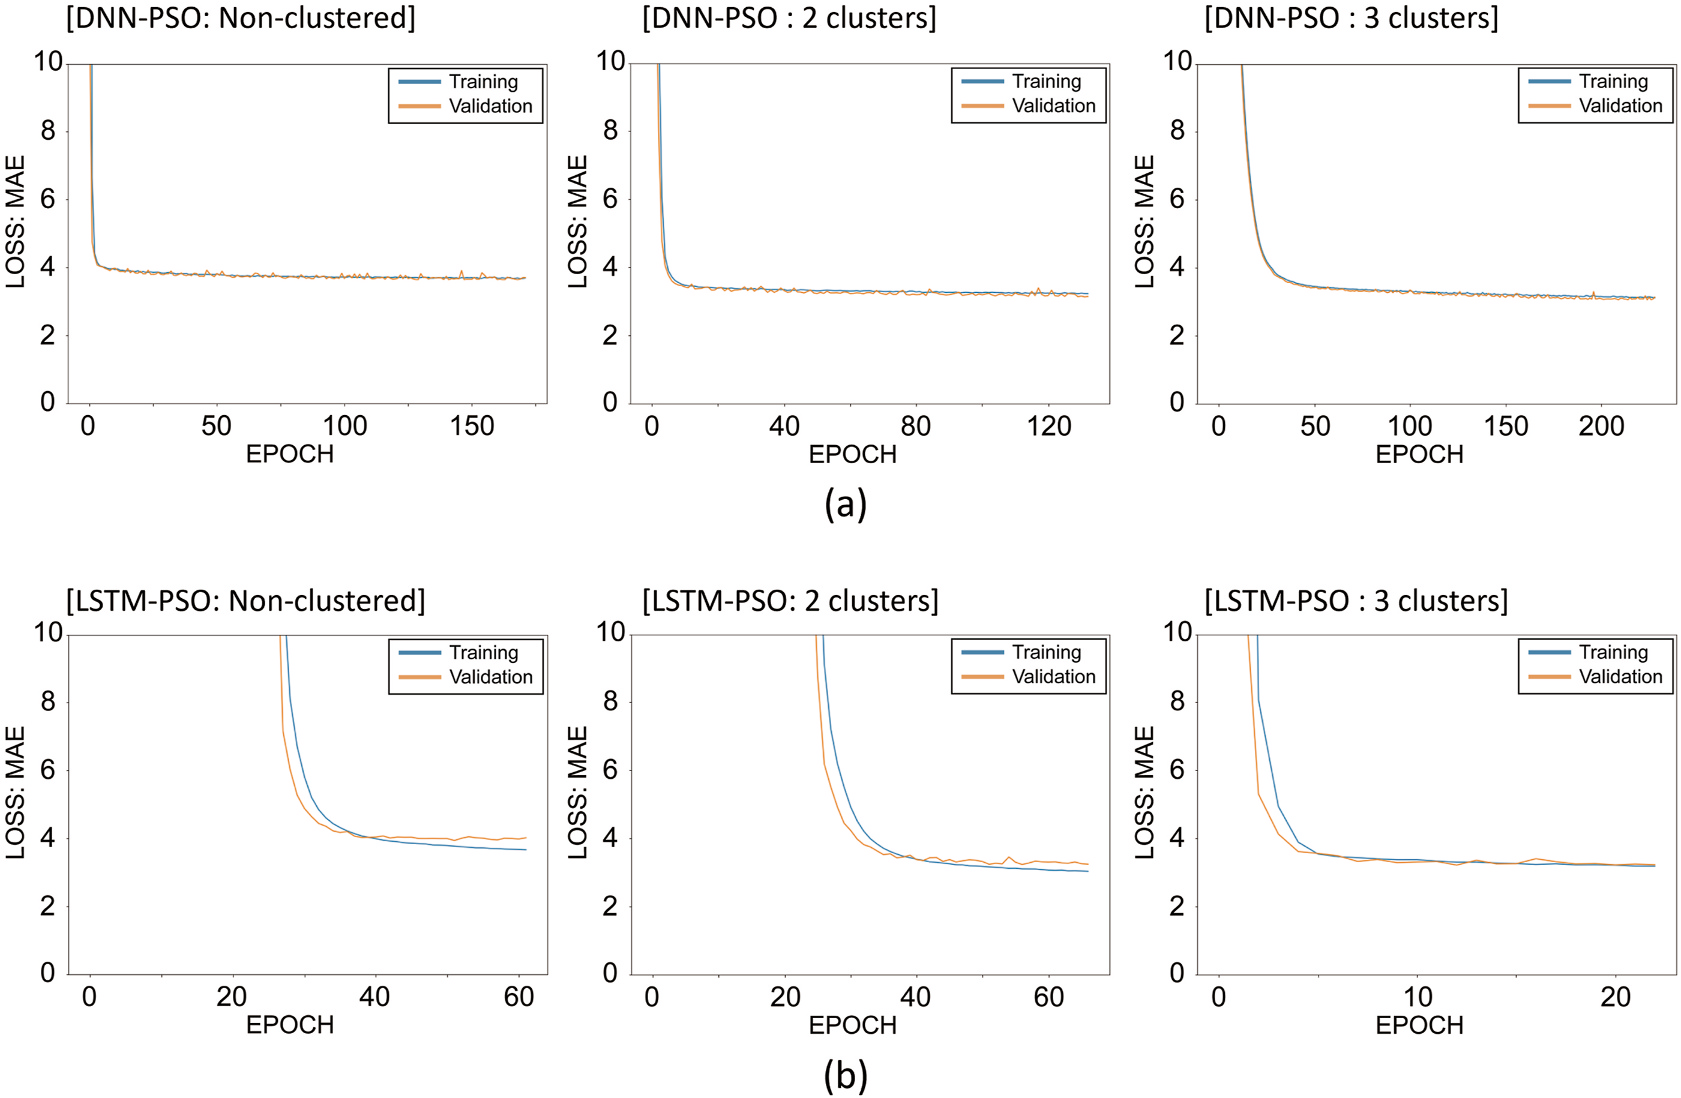 [DNN-PSO: Non-clustered]
10
8
6
4
2
0
LOSS: MAE
Training
Validation
0 50 100 150
EPOCH
[DNN-PSO : 2 clusters]
10
8
6
4
2
0
LOSS: MAE
Training
Validation
0 40 80 120
EPOCH
[DNN-PSO : 3 clusters]
10
8
6
4
2
0
LOSS: MAE
Training
Validation
0 50 100 150 200
EPOCH
(a)
[LSTM-PSO: Non-clustered]
10
8
6
4
2
0
LOSS: MAE
Training
Validation
0 20 40 60
EPOCH
[LSTM-PSO: 2 clusters]
10
8
6
4
2
0
LOSS: MAE
Training
Validation
0 20 40 60
EPOCH
[LSTM-PSO : 3 clusters]
10
8
6
4
2
0
LOSS: MAE
Training
Validation
0 10 20
EPOCH
(b)